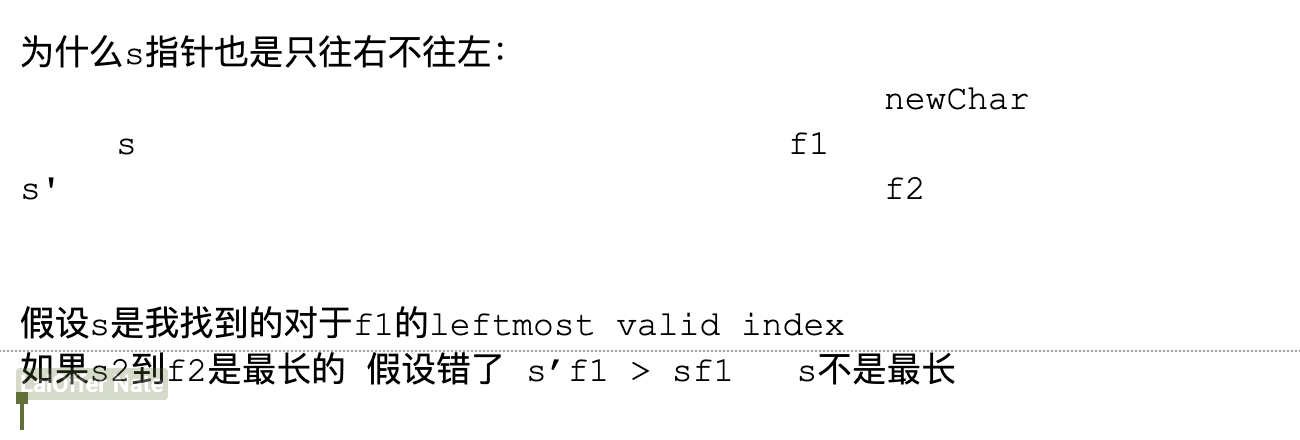 为什么s指针也是只往右不往左:
newChar
s f1
s' f2
假设s是我找到的对于f1的leftmost valid index
如果s2到f2是最长的 假设错了 s’f1 > sf1 s不是最长